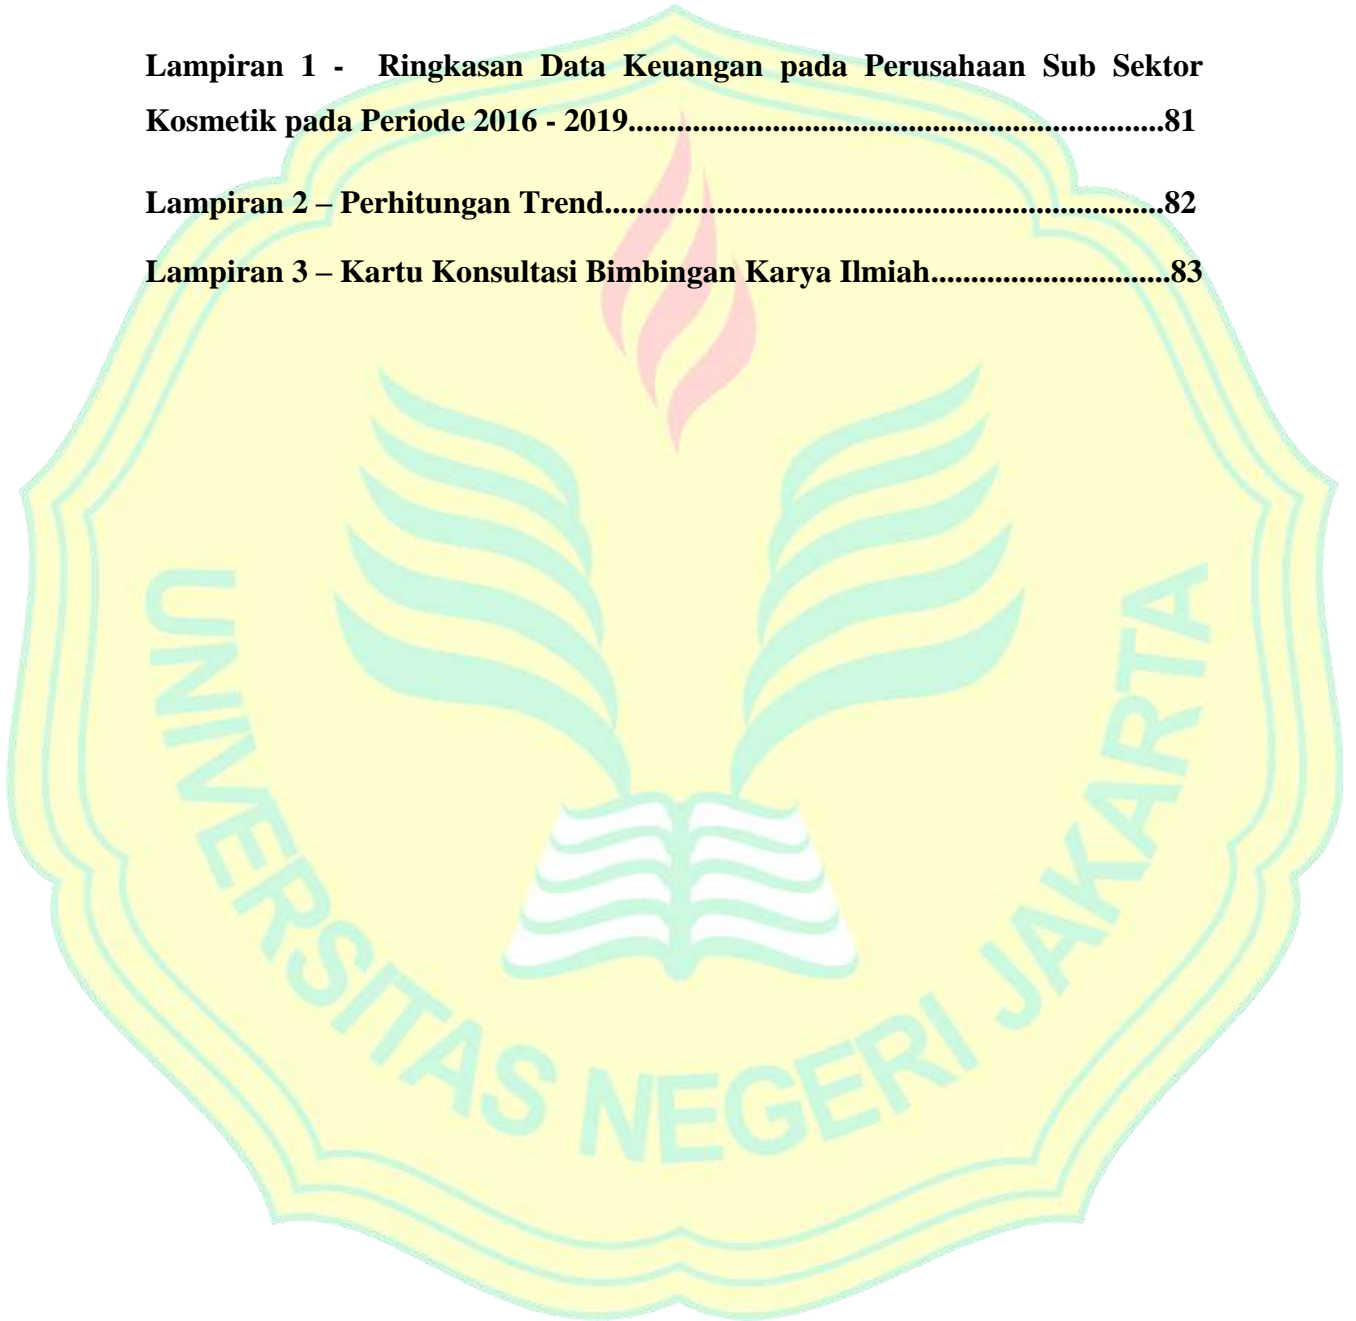 Lampiran 1 - Ringkasan Data Keuangan pada Perusahaan Sub Sektor
Kosmetik pada Periode 2016 - 2019..................................................................81
Lampiran 2 – Perhitungan Trend.....................................................................82
Lampiran 3 – Kartu Konsultasi Bimbingan Karya Ilmiah..............................83
UNIVERSITAS NEGERI JAKARTA